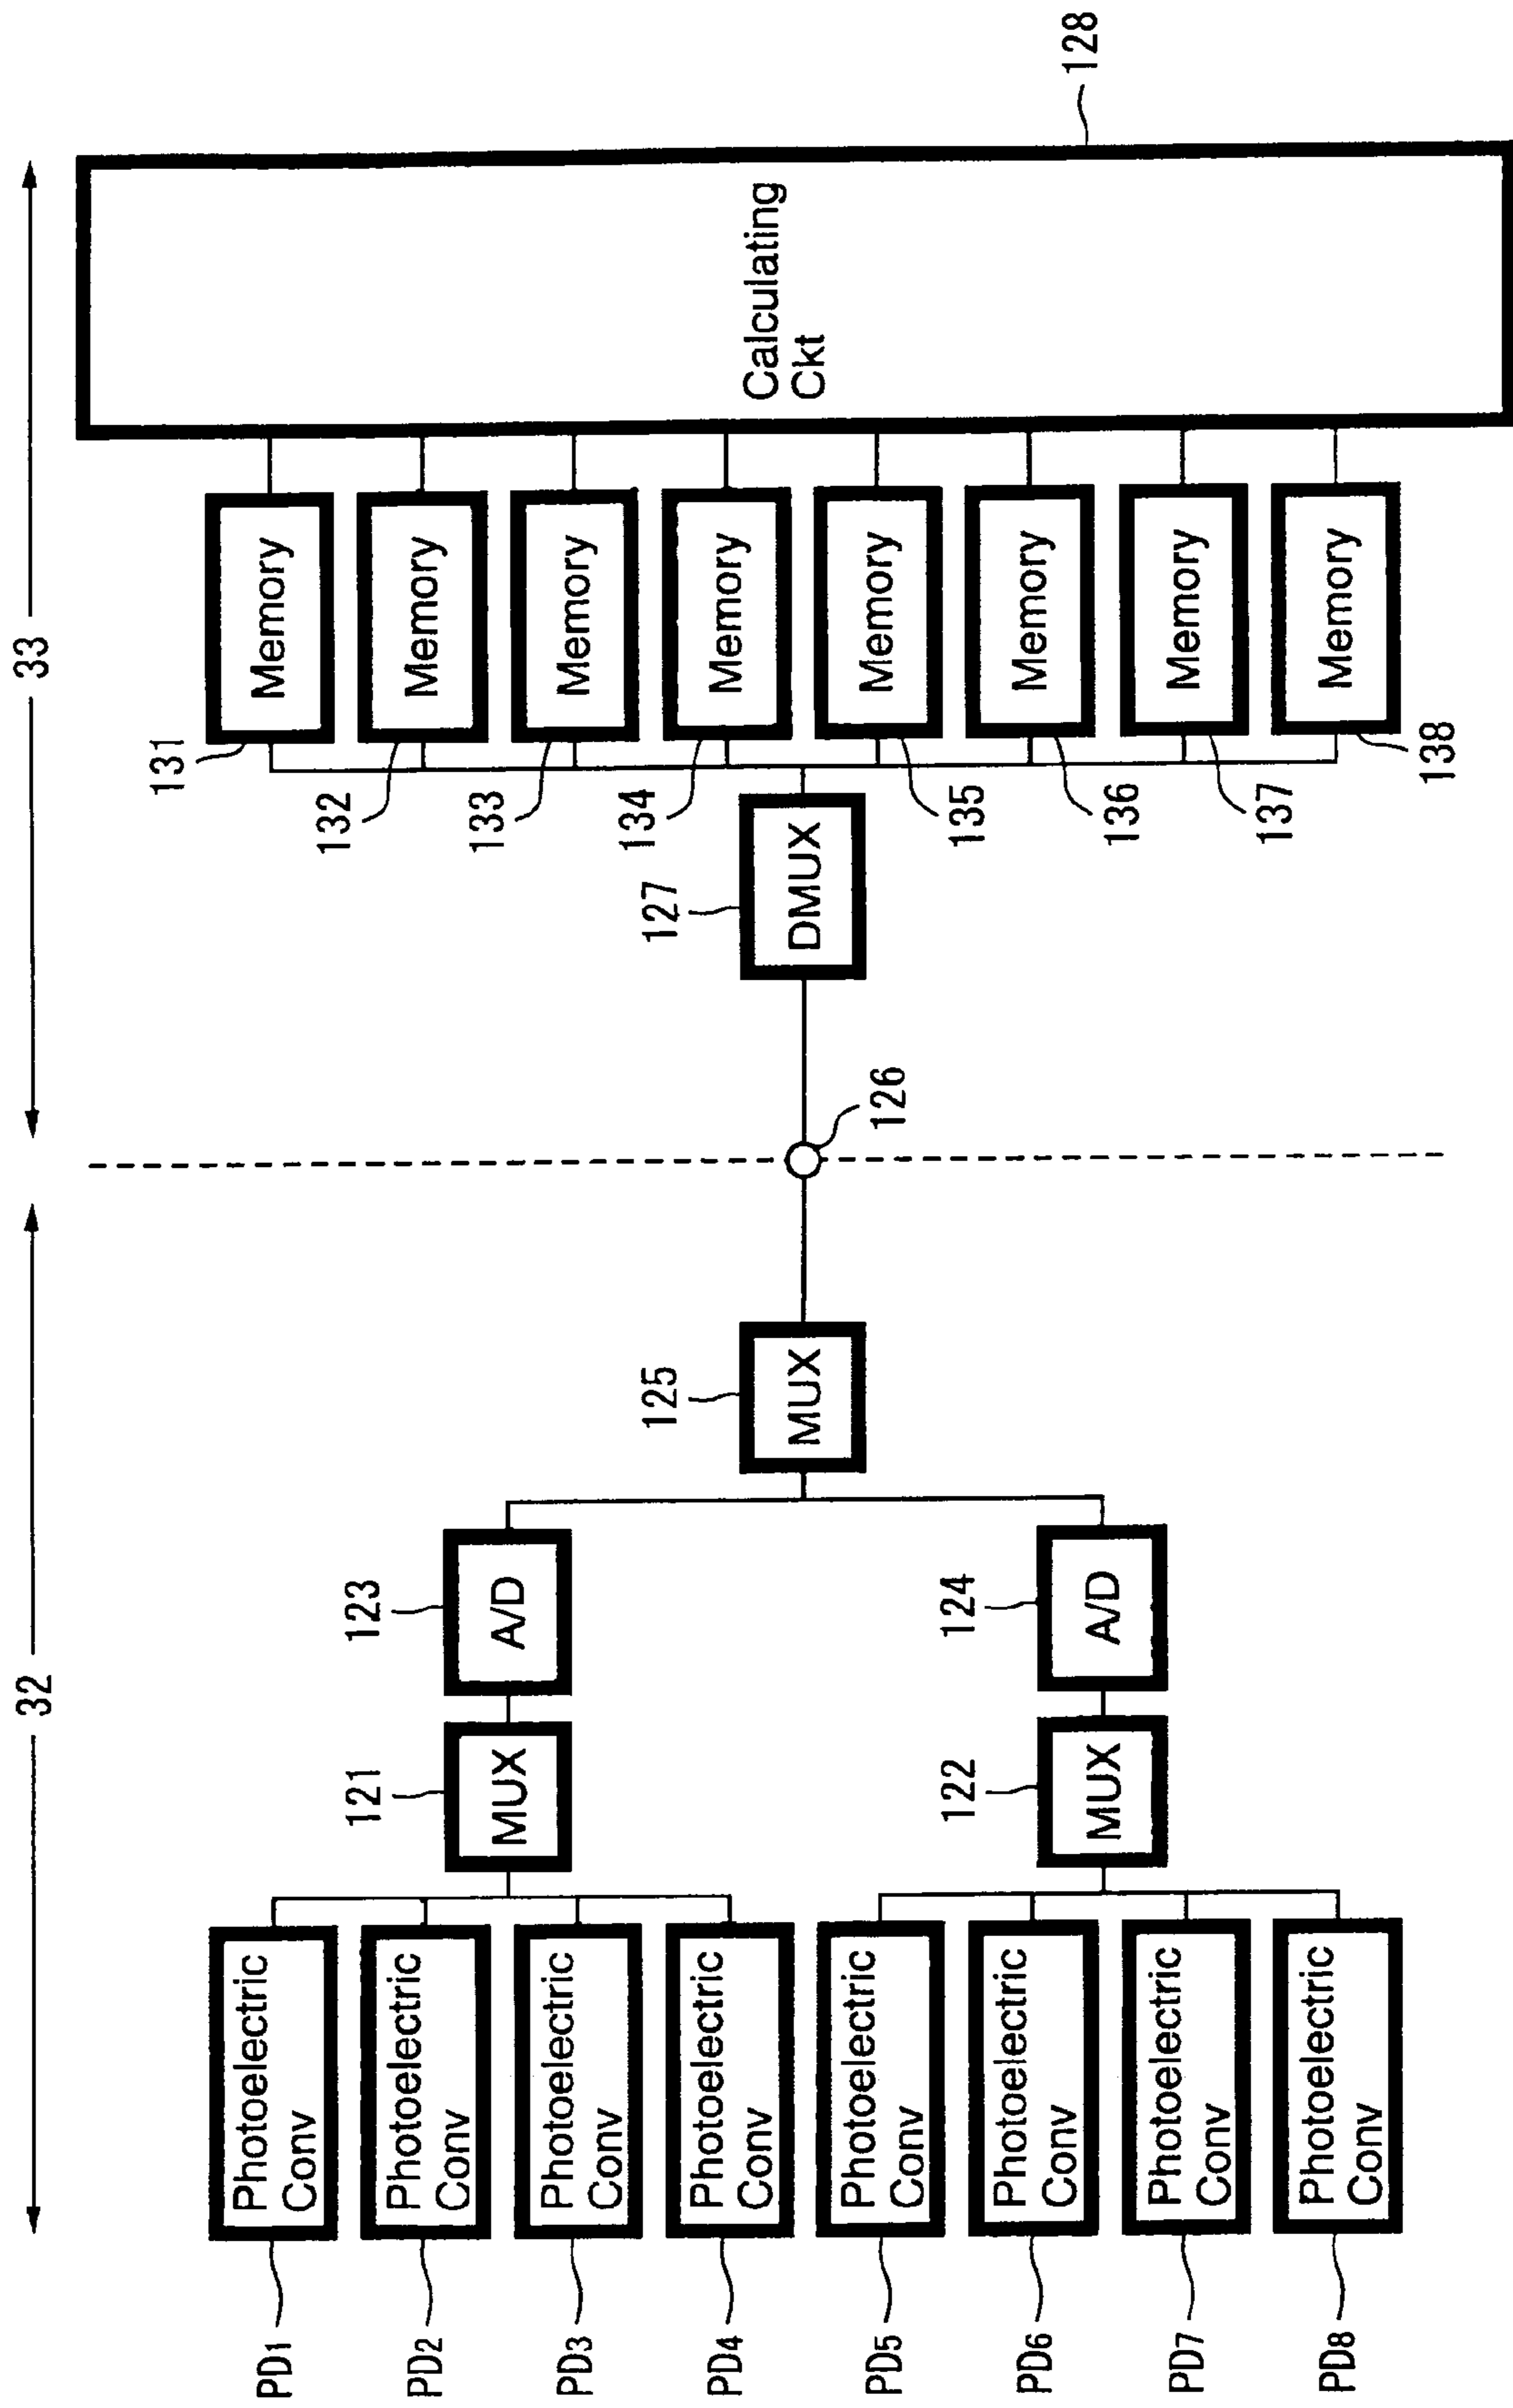 32
33
PD1
Photoelectric
Conv
PD2
Photoelectric
Conv
PD3
Photoelectric
Conv
PD4
Photoelectric
Conv
PD5
Photoelectric
Conv
PD6
Photoelectric
Conv
PD7
Photoelectric
Conv
PD8
Photoelectric
Conv
121
MUX
122
MUX
123
A/D
124
A/D
125
MUX
126
127
DMUX
131
Memory
132
Memory
133
Memory
134
Memory
135
Memory
136
Memory
137
Memory
138
Memory
Calculating
Ckt
128